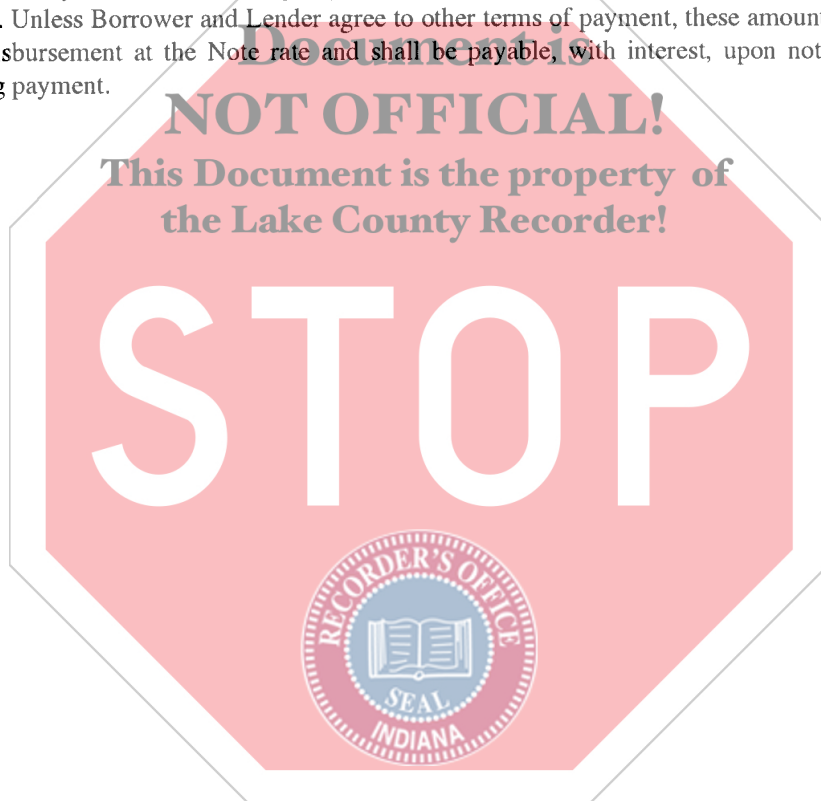 . Unless Borrower and Lender agree to other terms of payment, these amoun
sbursement at the Note rate and shall be payable, with interest, upon not
g payment.
Document is
NOT OFFICIAL!
This Document is the property of
the Lake County Recorder!
STOP
RECORDER'S OFFICE
SEAL
INDIANA